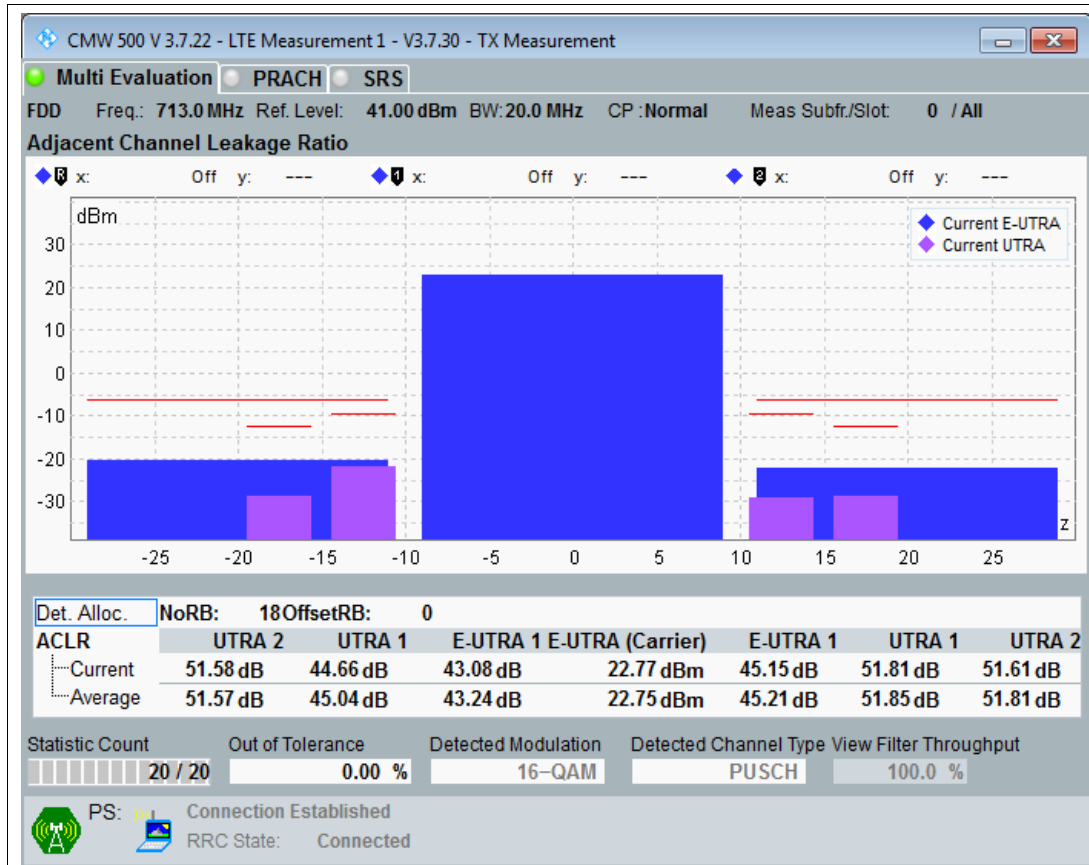 CMW 500 V 3.7.22 - LTE Measurement 1 - V3.7.30 - TX Measurement
Multi Evaluation PRACH SRS
FDD Freq.: 713.0 MHz Ref. Level: 41.00 dBm BW: 20.0 MHz CP : Normal Meas Subfr./Slot: 0 / All
Adjacent Channel Leakage Ratio
R x: Off y: --- 1 x: Off y: --- 2 x: Off y: ---
dBm
Current E-UTRA
Current UTRA
30
20
10
0
-10
-20
-30
z
-25 -20 -15 -10 -5 0 5 10 15 20 25
Det. Alloc. NoRB: 18 OffsetRB: 0
ACLR UTRA 2 UTRA 1 E-UTRA 1 E-UTRA (Carrier) E-UTRA 1 UTRA 1 UTRA 2
Current 51.58 dB 44.66 dB 43.08 dB 22.77 dBm 45.15 dB 51.81 dB 51.61 dB
Average 51.57 dB 45.04 dB 43.24 dB 22.75 dBm 45.21 dB 51.85 dB 51.81 dB
Statistic Count Out of Tolerance Detected Modulation Detected Channel Type View Filter Throughput
20 / 20 0.00 % 16-QAM PUSCH 100.0 %
PS: Connection Established
RRC State: Connected